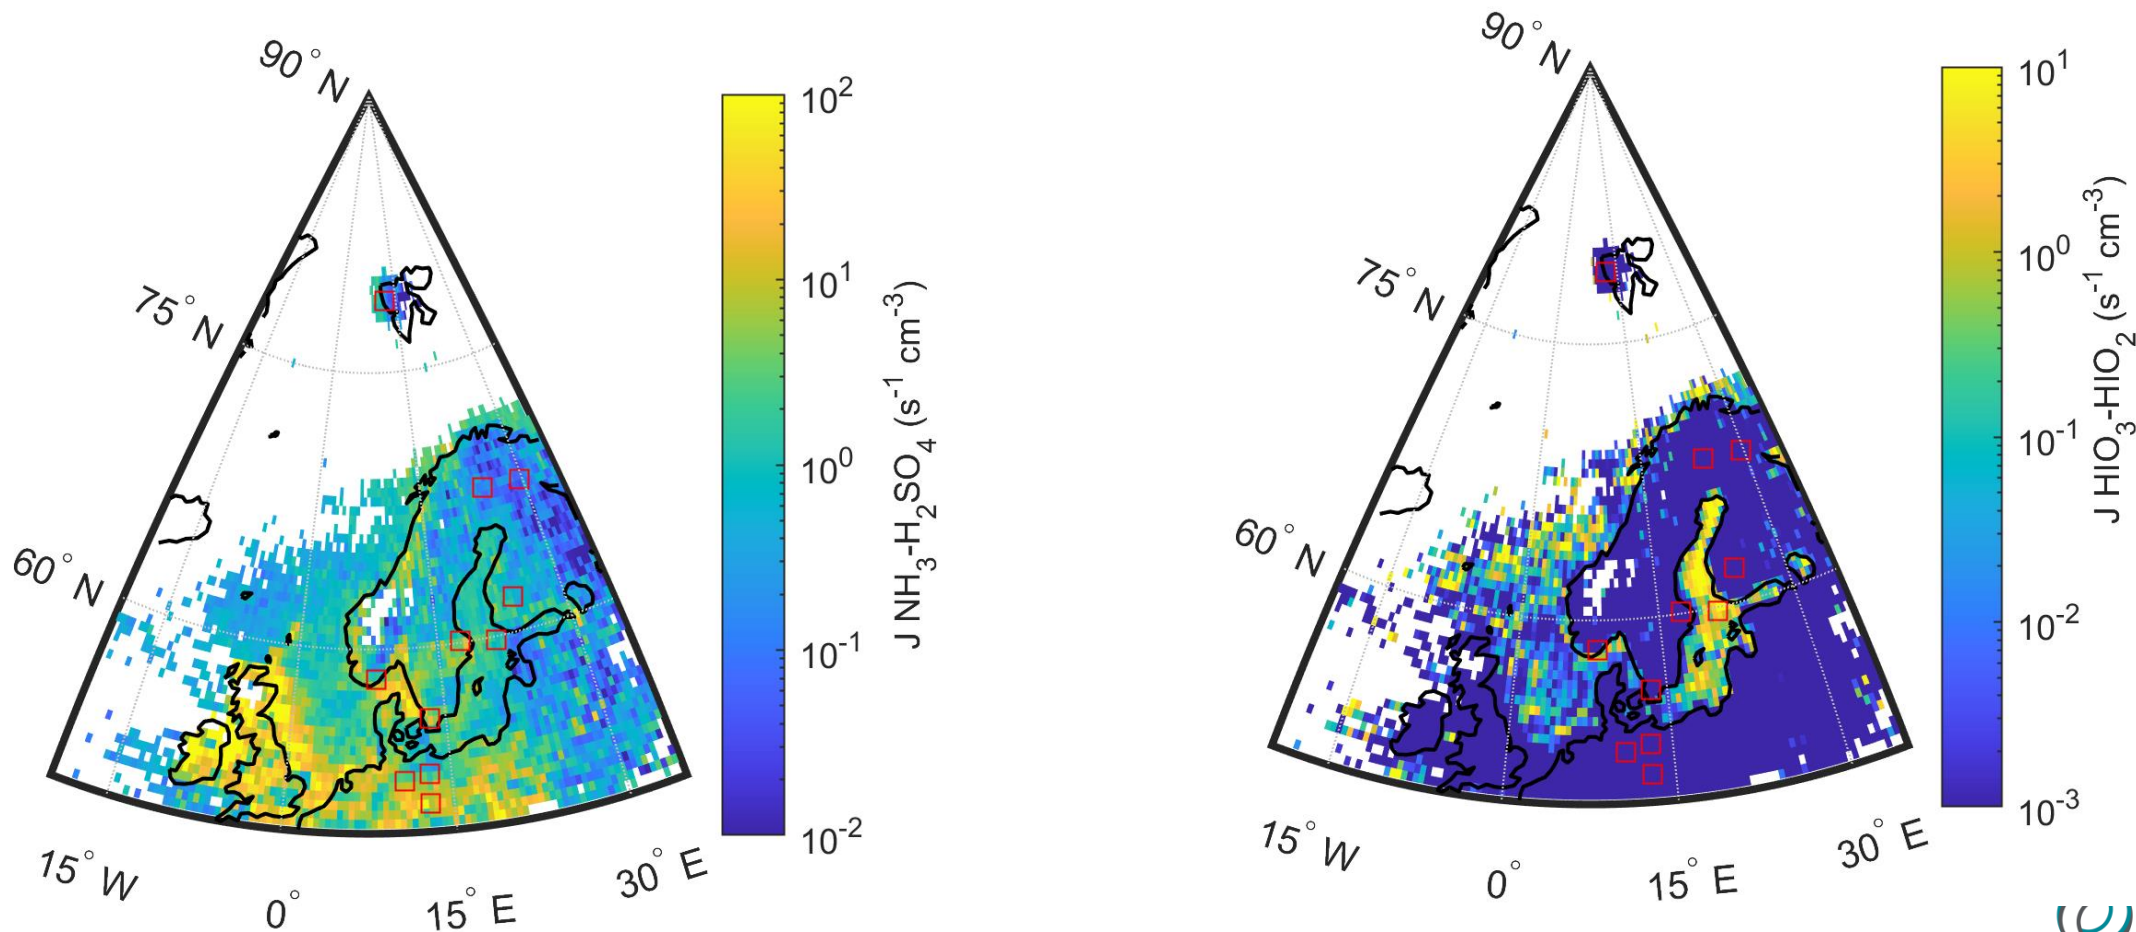 90° N
75° N
60° N
15° W
0°
15° E
30° E
10²
10¹
10⁰
10⁻¹
10⁻²
J NH₃-H₂SO₄ (s⁻¹ cm⁻³)
90° N
75° N
60° N
15° W
0°
15° E
30° E
10¹
10⁰
10⁻¹
10⁻²
10⁻³
J HIO₃-HIO₂ (s⁻¹ cm⁻³)